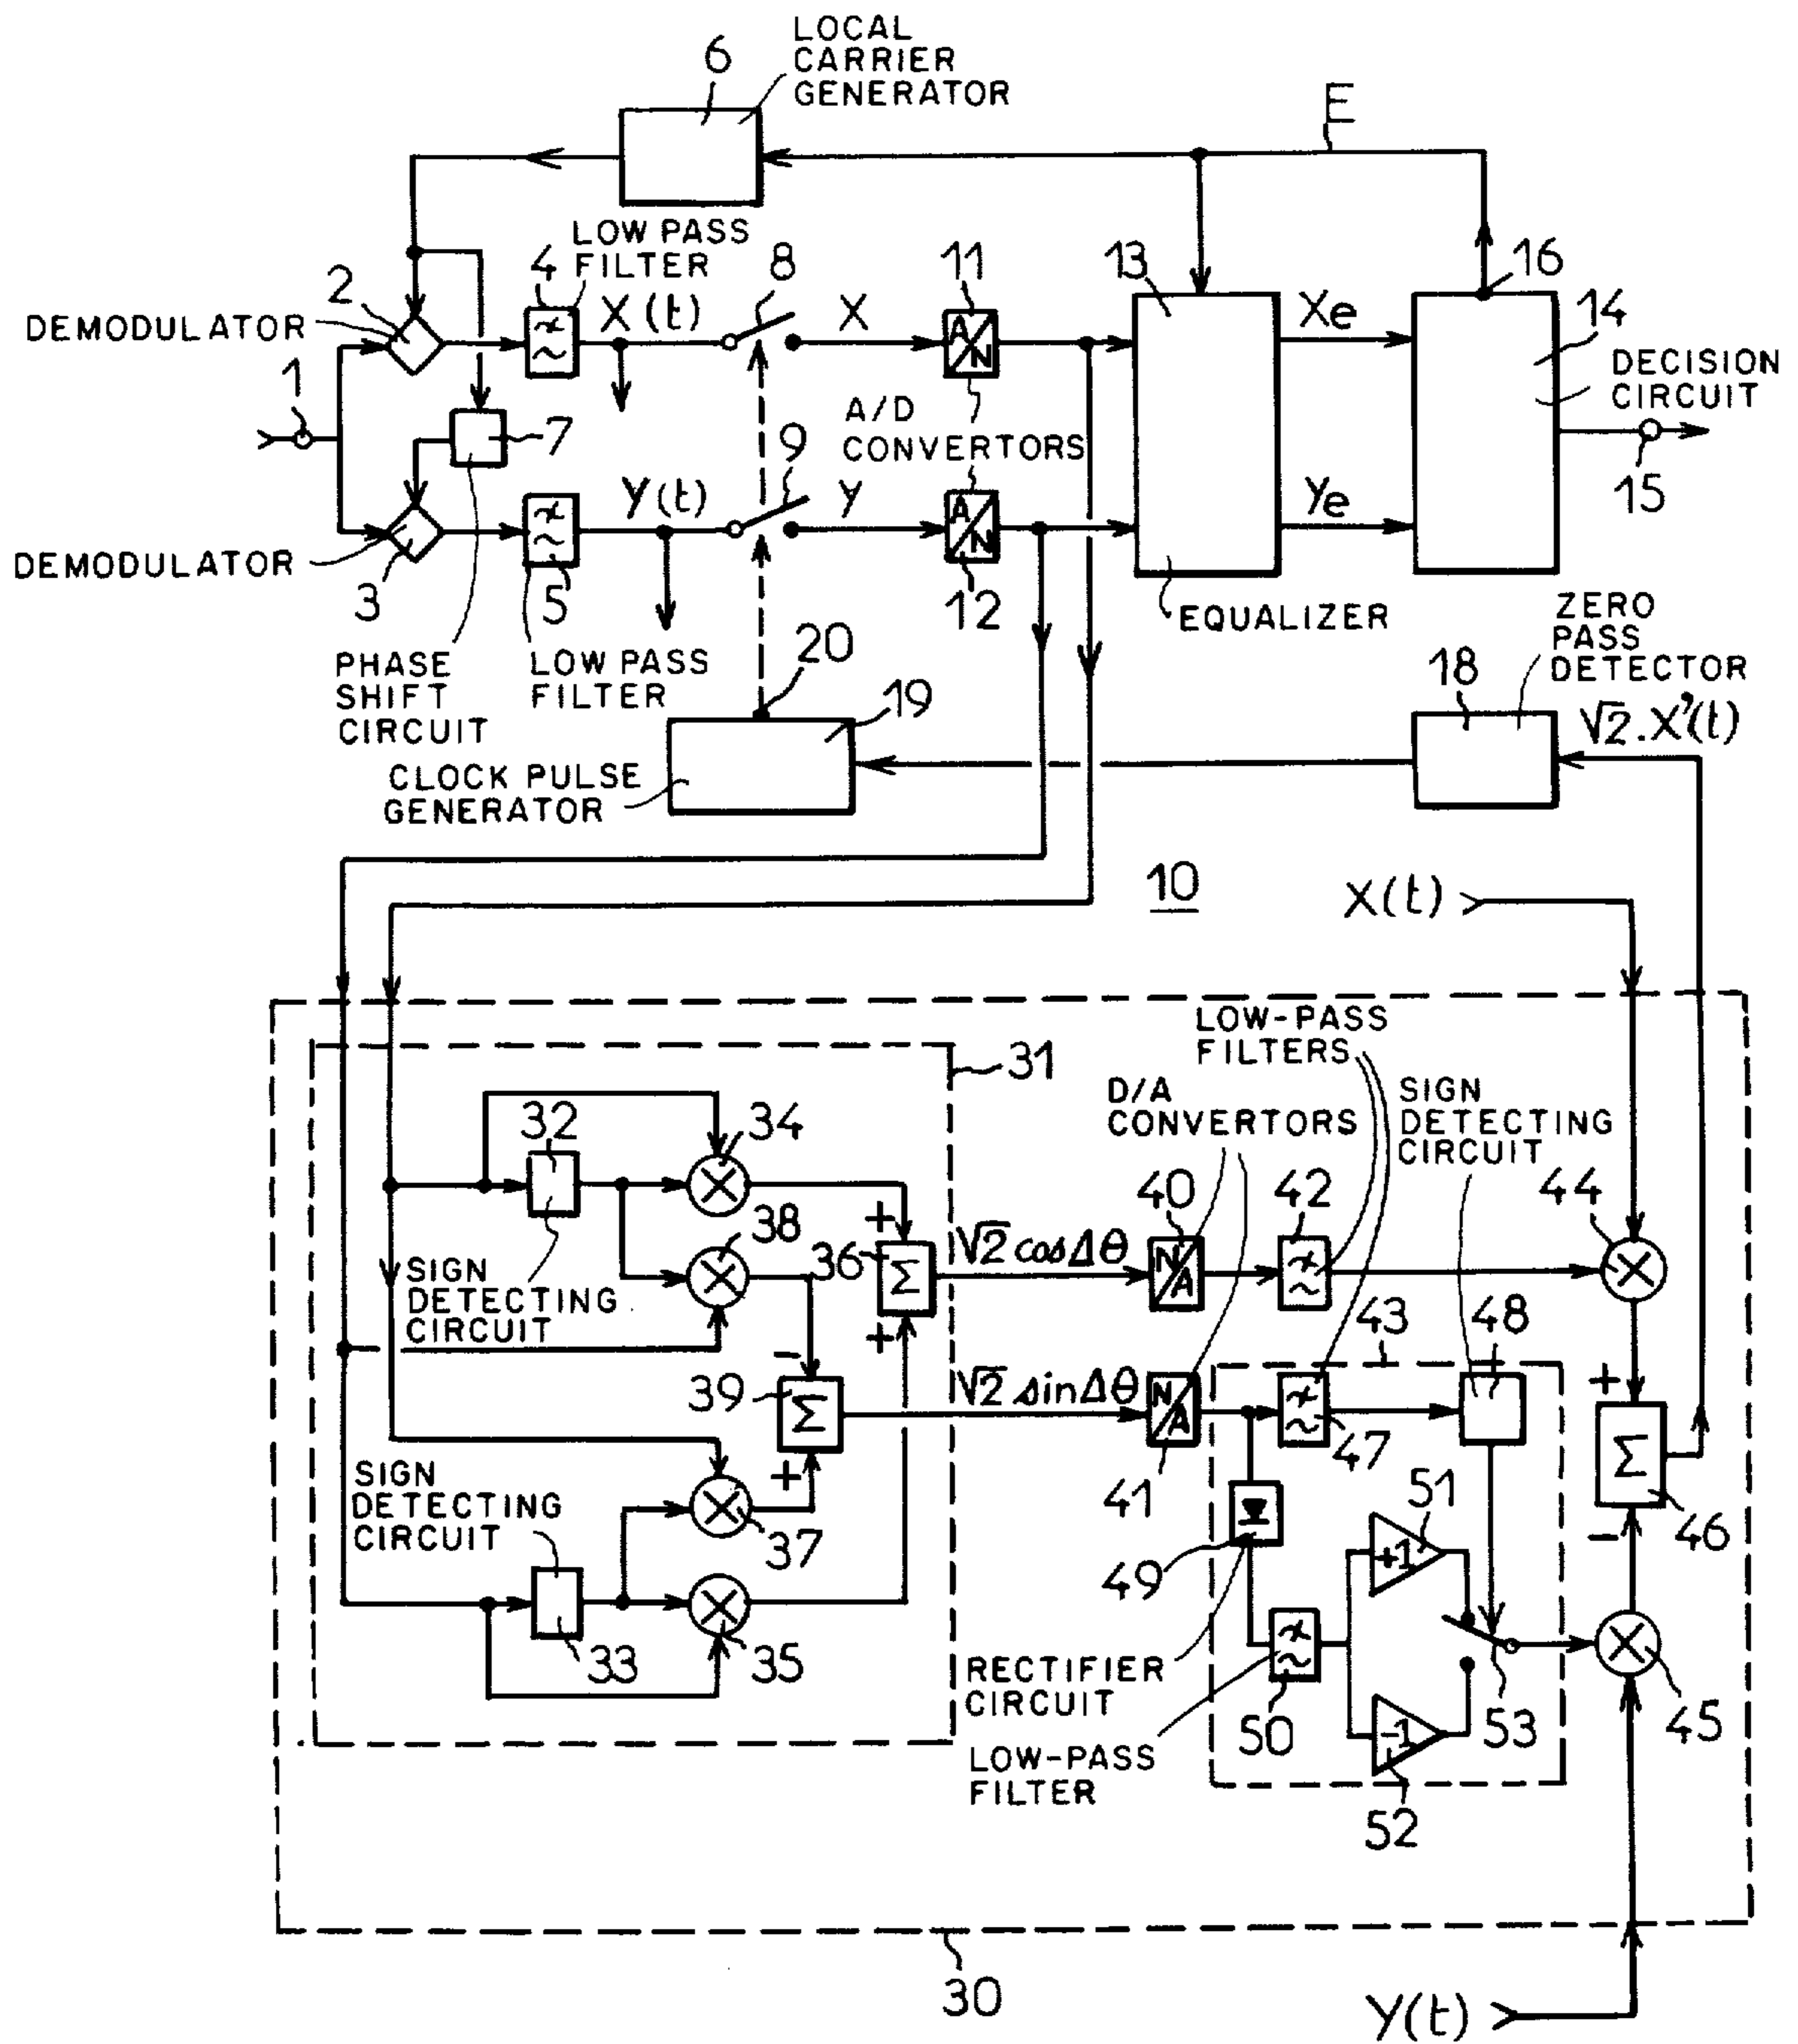 LOCAL
CARRIER
GENERATOR
6
E
LOW PASS
FILTER
4
X(t)
8
X
11
13
Xe
16
14
2
DEMODULATOR
DECISION
CIRCUIT
1
A
N
A/D
CONVERTORS
7
9
Y(t)
Y
A
N
Ye
15
DEMODULATOR
3
5
12
EQUALIZER
ZERO
PASS
DETECTOR
PHASE
SHIFT
CIRCUIT
LOW PASS
FILTER
20
19
18
√2.X'(t)
CLOCK PULSE
GENERATOR
10
X(t)
LOW-PASS
FILTERS
31
D/A
CONVERTORS
SIGN
DETECTING
CIRCUIT
32
34
40
42
44
38
+
36
Σ
+
√2 cosΔθ
N
A
SIGN
DETECTING
CIRCUIT
43
48
-
39
Σ
+
√2 sinΔθ
N
A
47
+
Σ
-
46
SIGN
DETECTING
CIRCUIT
37
41
51
+1
49
33
35
RECTIFIER
CIRCUIT
50
53
45
LOW-PASS
FILTER
-1
52
30
Y(t)